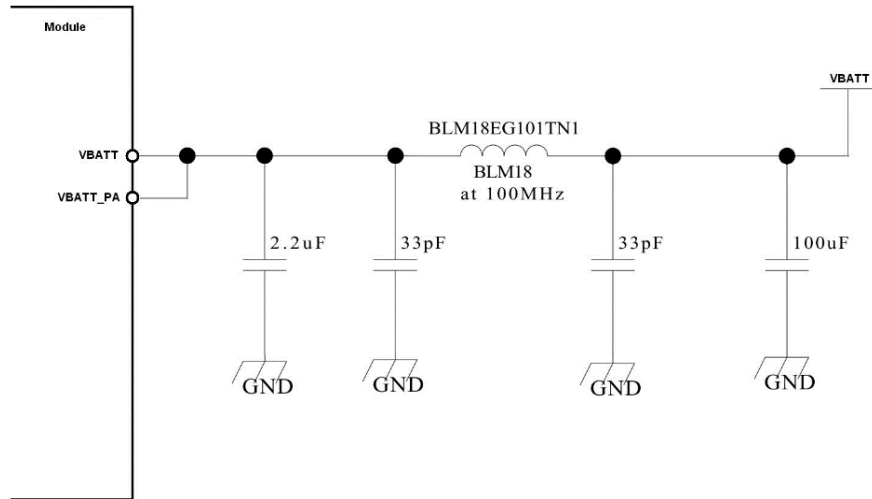 Module
VBATT
BLM18EG101TN1
VBATT
BLM18
at 100MHz
VBATT_PA
2.2uF
33pF
33pF
100uF
GND
GND
GND
GND